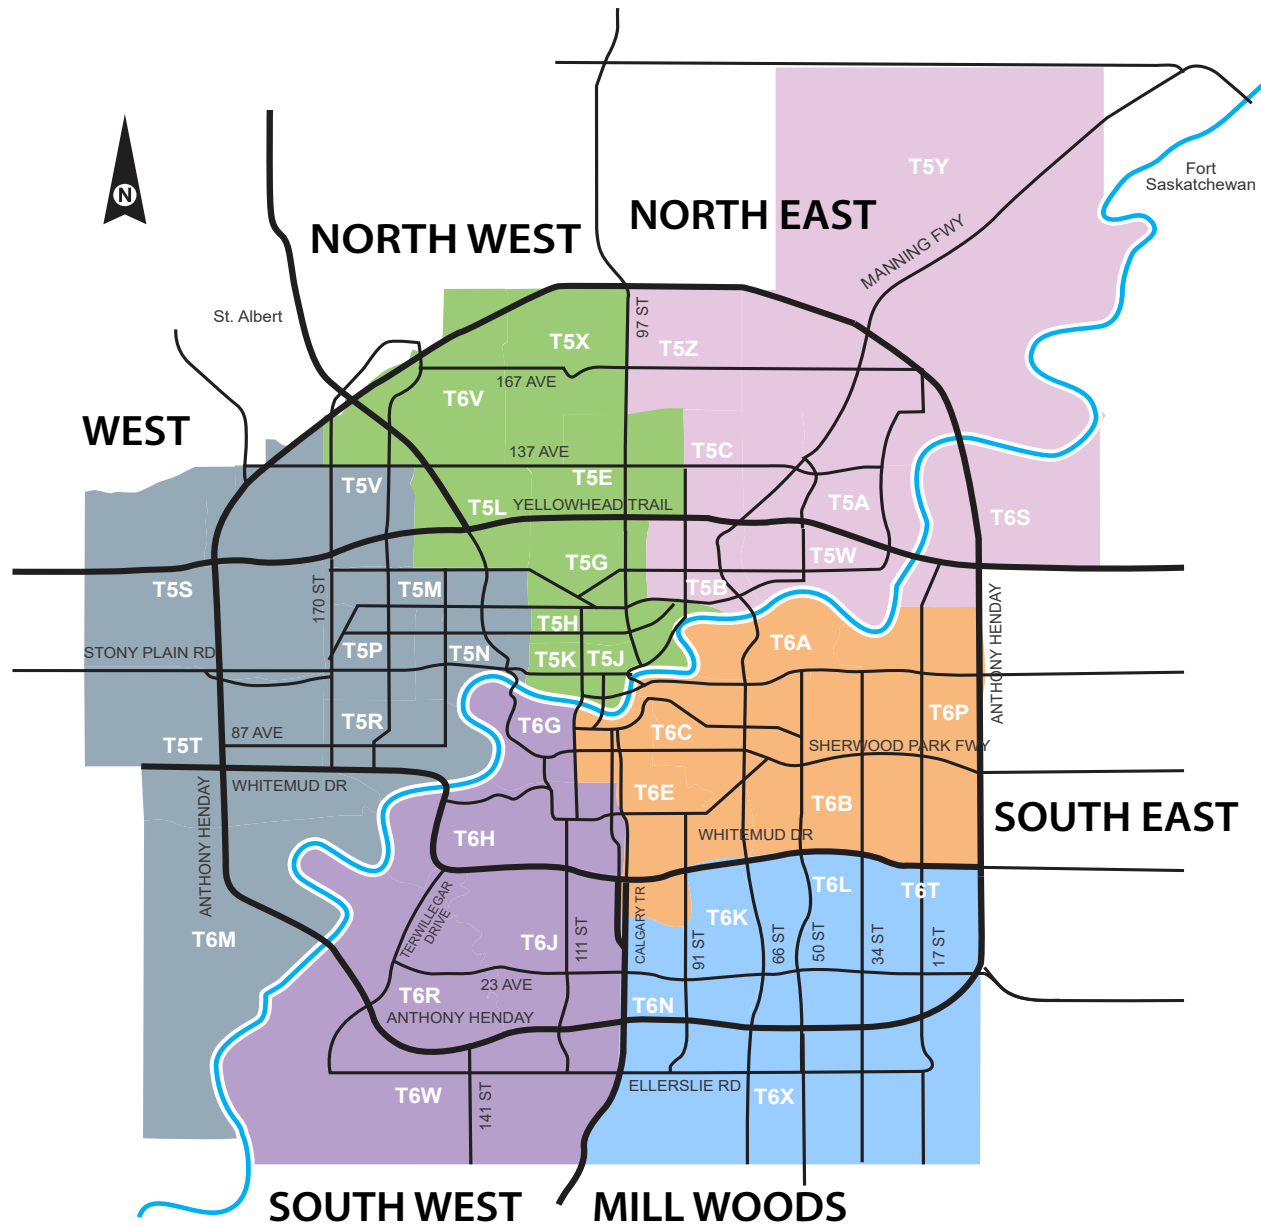 T5Y
Fort
Saskatchewan
N
NORTH EAST
NORTH WEST
MANNING FWY
St. Albert
97 ST
T5X
T5Z
167 AVE
T6V
WEST
137 AVE
T5C
T5E
T5V
T5L
YELLOWHEAD TRAIL
T5A
T6S
T5W
T5G
T5S
170 ST
T5M
T5B
ANTHONY HENDAY
T5H
T6A
STONY PLAIN RD
T5P
T5N
T5K
T5J
T5R
T6G
T6P
87 AVE
T6C
T5T
SHERWOOD PARK FWY
WHITEMUD DR
ANTHONY HENDAY
T6E
T6B
SOUTH EAST
T6H
WHITEMUD DR
T6L
T6T
TERWILLEGAR
DRIVE
T6K
T6M
T6J
111 ST
CALGARY TR
91 ST
66 ST
50 ST
34 ST
17 ST
23 AVE
T6R
T6N
ANTHONY HENDAY
ELLERSLIE RD
T6W
141 ST
T6X
SOUTH WEST
MILL WOODS